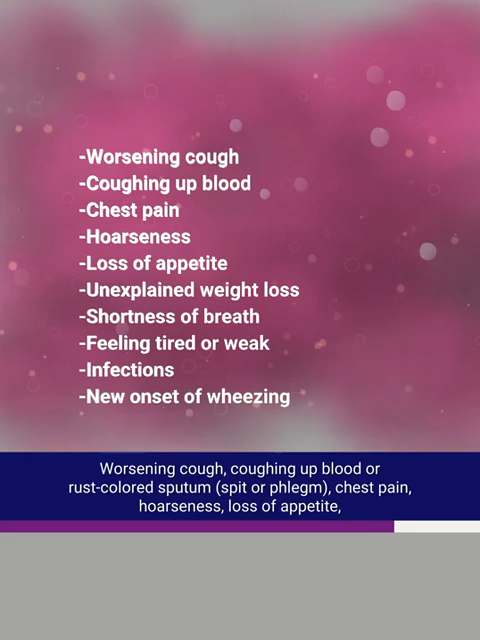 -Worsening cough
-Coughing up blood
-Chest pain
-Hoarseness
-Loss of appetite
-Unexplained weight loss
-Shortness of breath
-Feeling tired or weak
-Infections
-New onset of wheezing
Worsening cough, coughing up blood or
rust-colored sputum (spit or phlegm), chest pain,
hoarseness, loss of appetite,